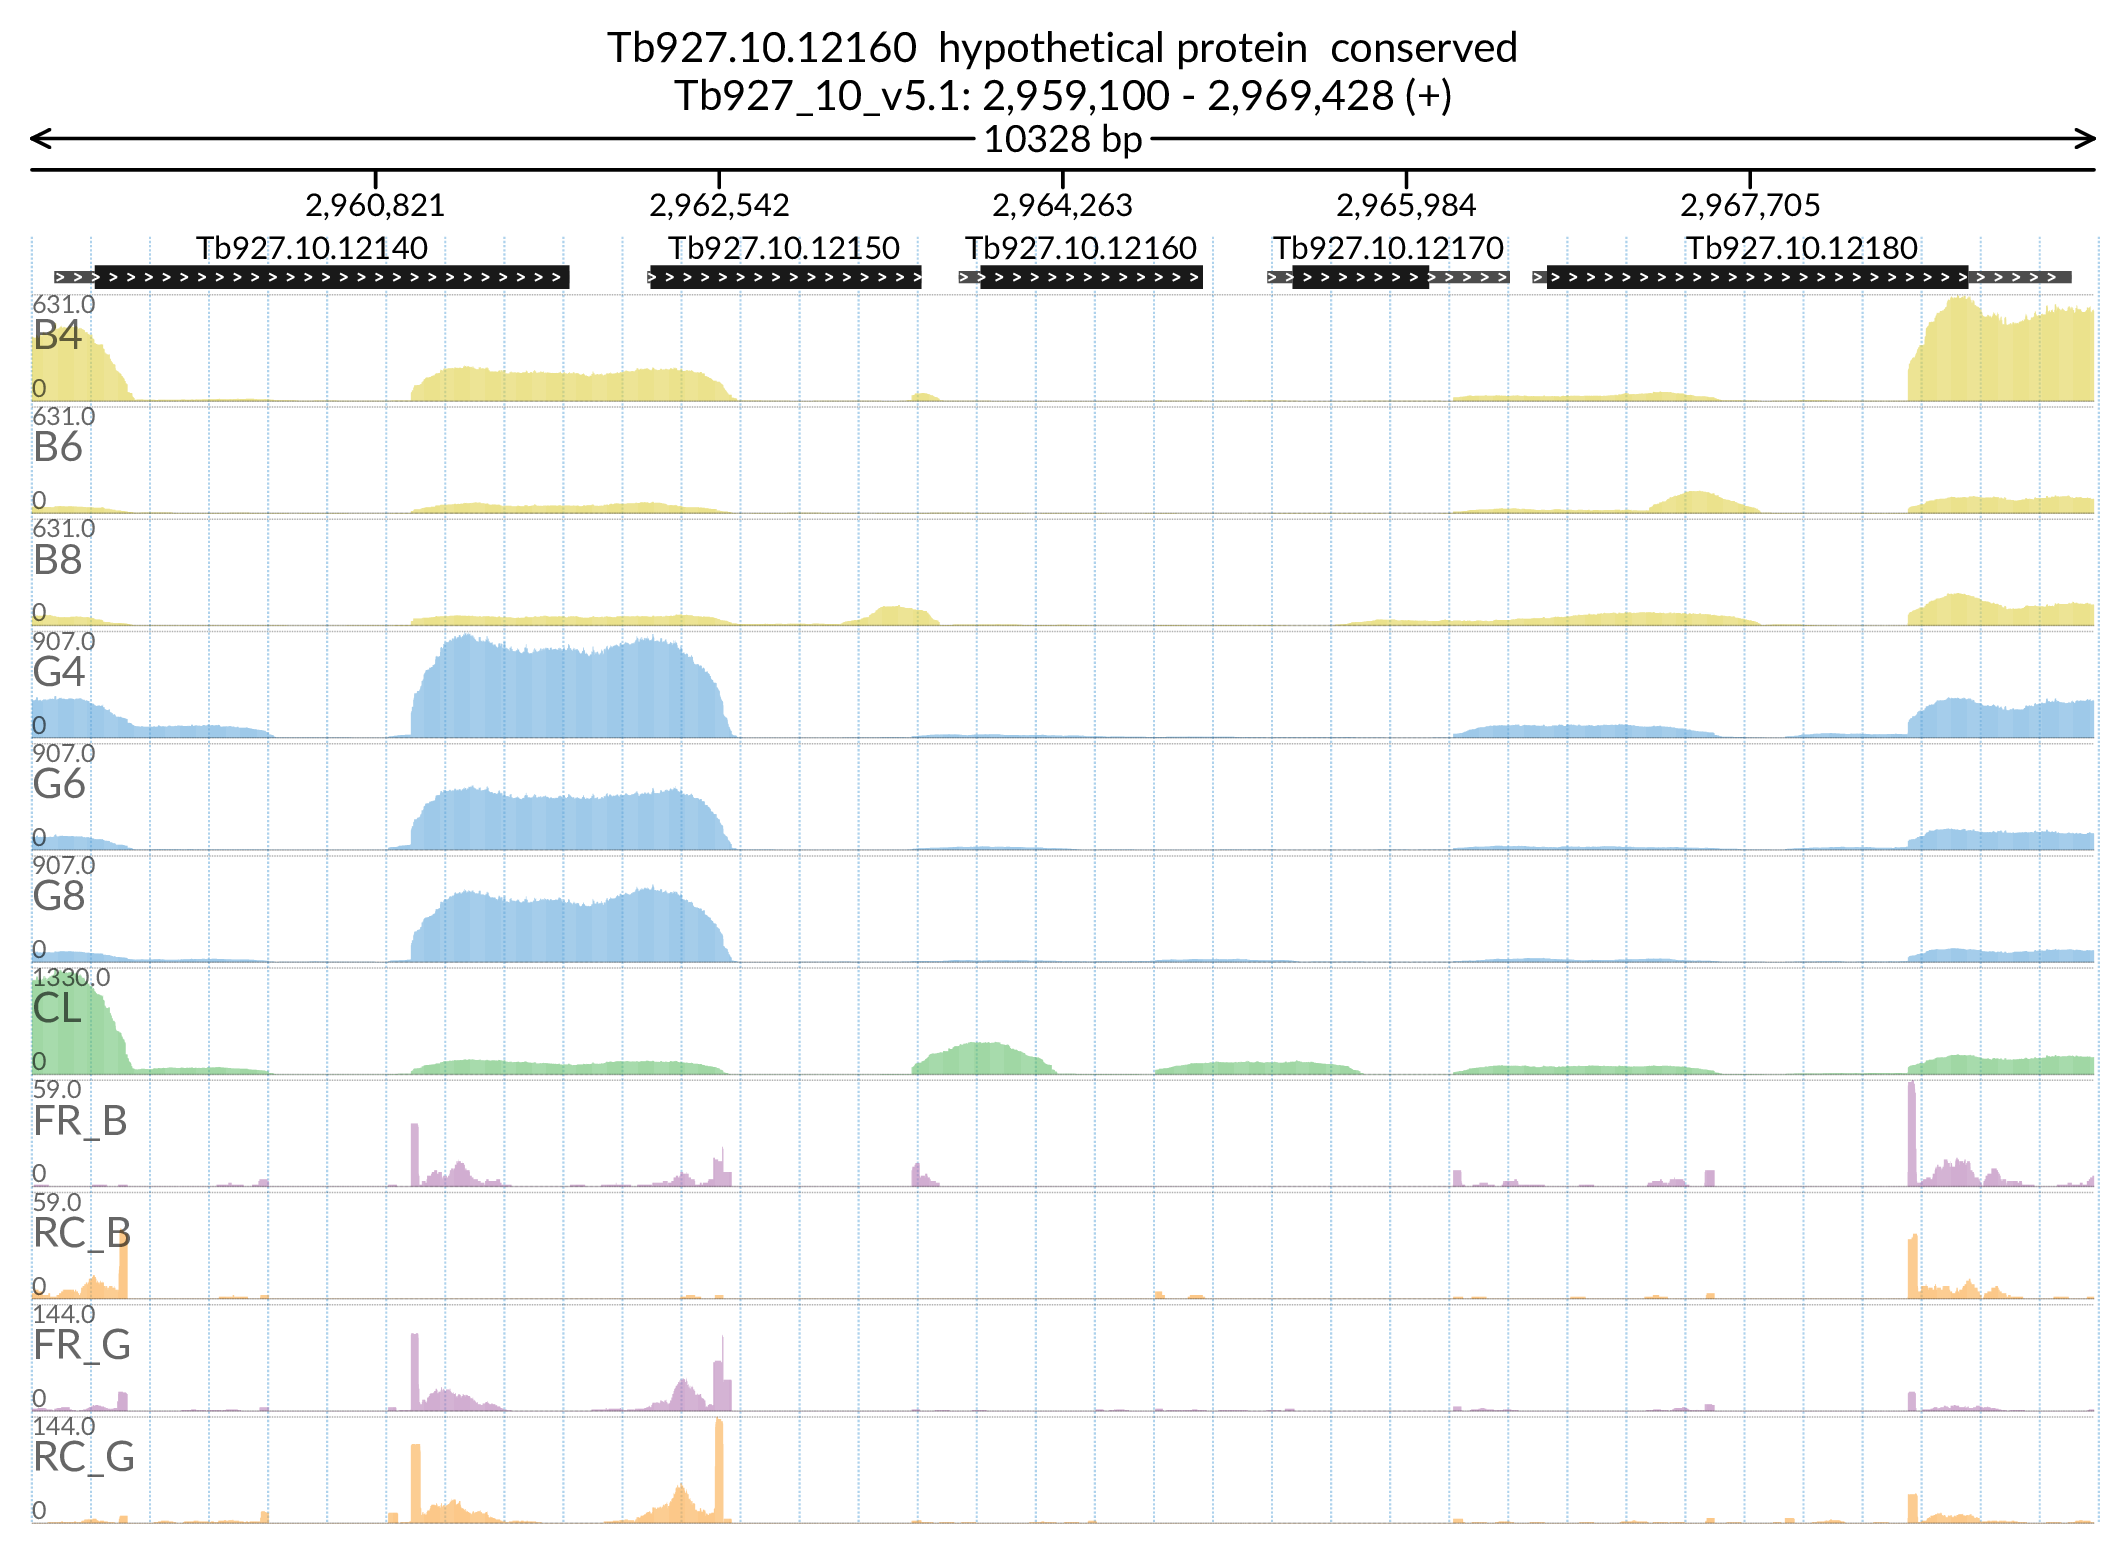 Tb927.10.12160  hypothetical protein  conserved
Tb927_10_v5.1: 2,959,100 - 2,969,428 (+)
10328 bp
2,960,821 2,962,542 2,964,263 2,965,984 2,967,705
Tb927.10.12140 Tb927.10.12150 Tb927.10.12160 Tb927.10.12170 Tb927.10.12180
631.0
B4
0
631.0
B6
0
631.0
B8
0
907.0
G4
0
907.0
G6
0
907.0
G8
0
1330.0
CL
0
59.0
FR_B
0
59.0
RC_B
0
144.0
FR_G
0
144.0
RC_G
0